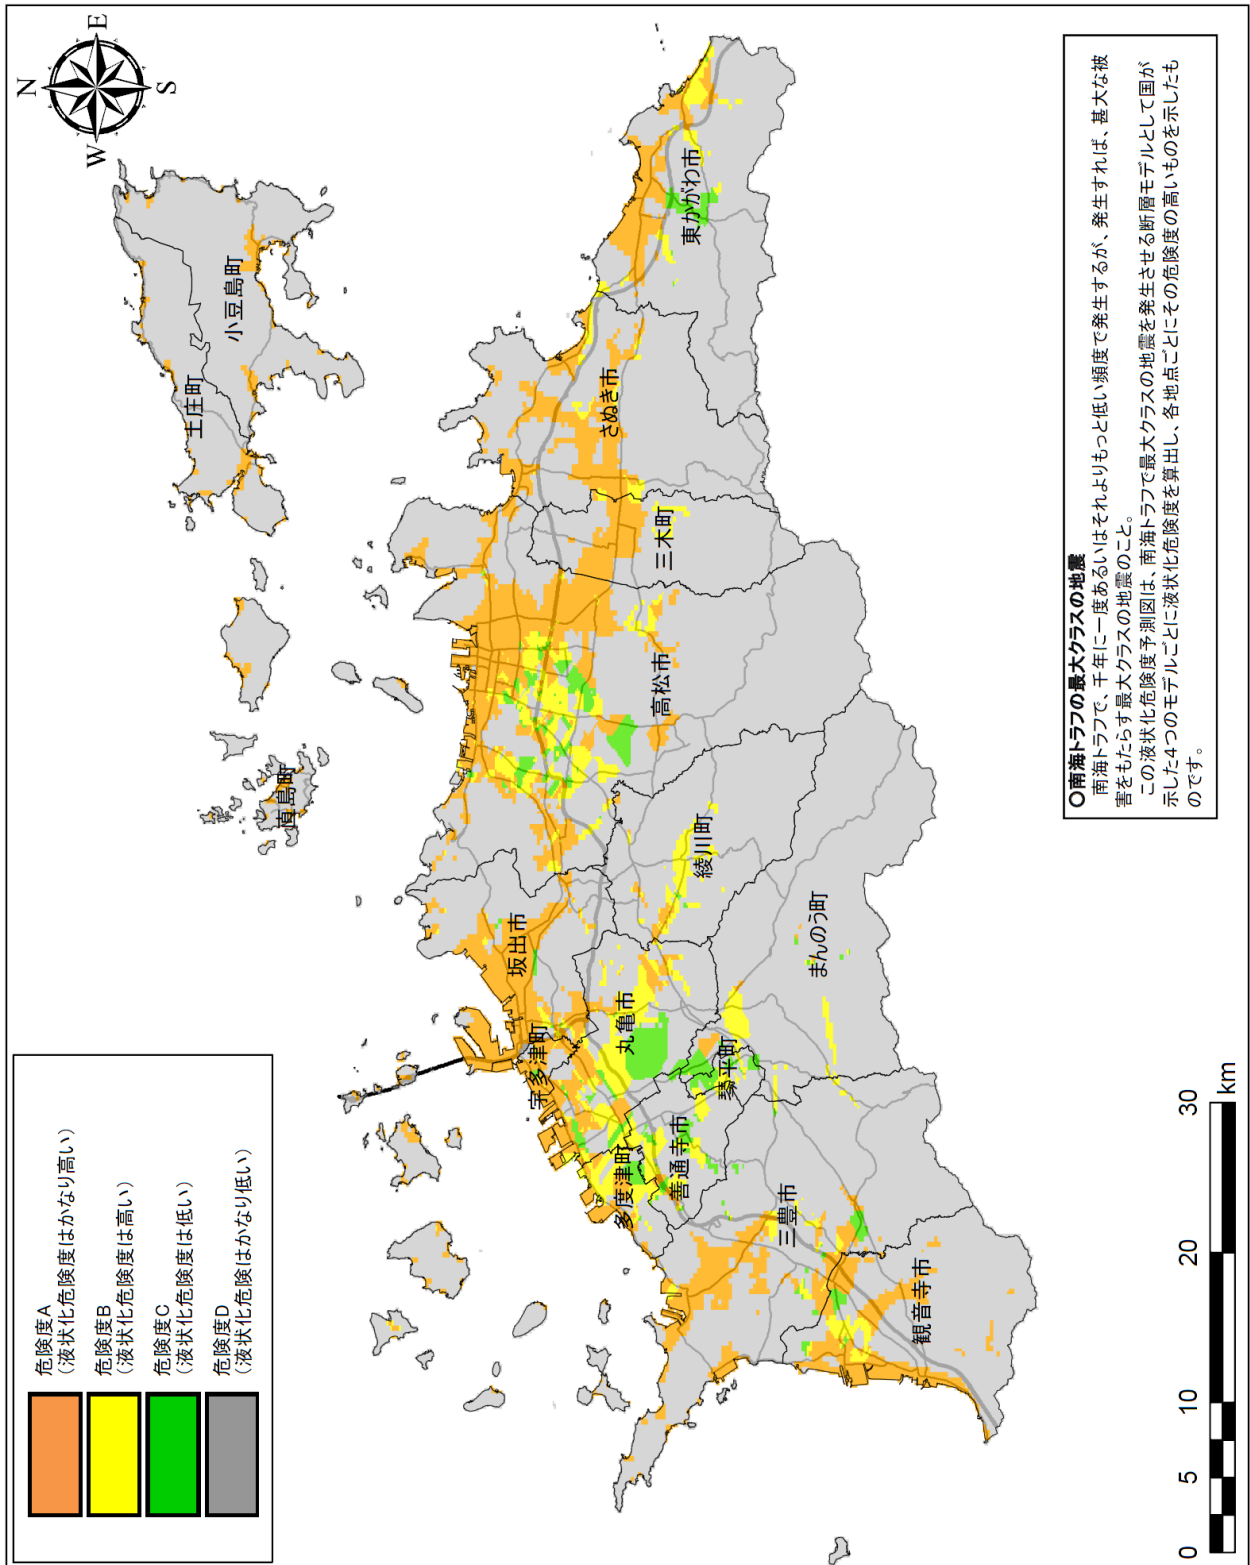 危険度A
（液状化危険度はかなり高い）
危険度B
（液状化危険度は高い）
危険度C
（液状化危険度は低い）
危険度D
（液状化危険はかなり低い）
N
E
S
W
土庄町
小豆島町
直島町
東かがわ市
さぬき市
三木町
高松市
綾川町
坂出市
宇多津町
丸亀市
まんのう町
琴平町
多度津町
善通寺市
三豊市
観音寺市
0 5 10 20 30
km
○南海トラフの最大クラスの地震
南海トラフで、千年に一度あるいはそれよりもっと低い頻度で発生するが、発生すれば、甚大な被
害をもたらす最大クラスの地震のこと。
この液状化危険度予測図は、南海トラフで最大クラスの地震を発生させる断層モデルとして国が
示した4つのモデルごとに液状化危険度を算出し、各地点ごとにその危険度の高いものを示したも
のです。